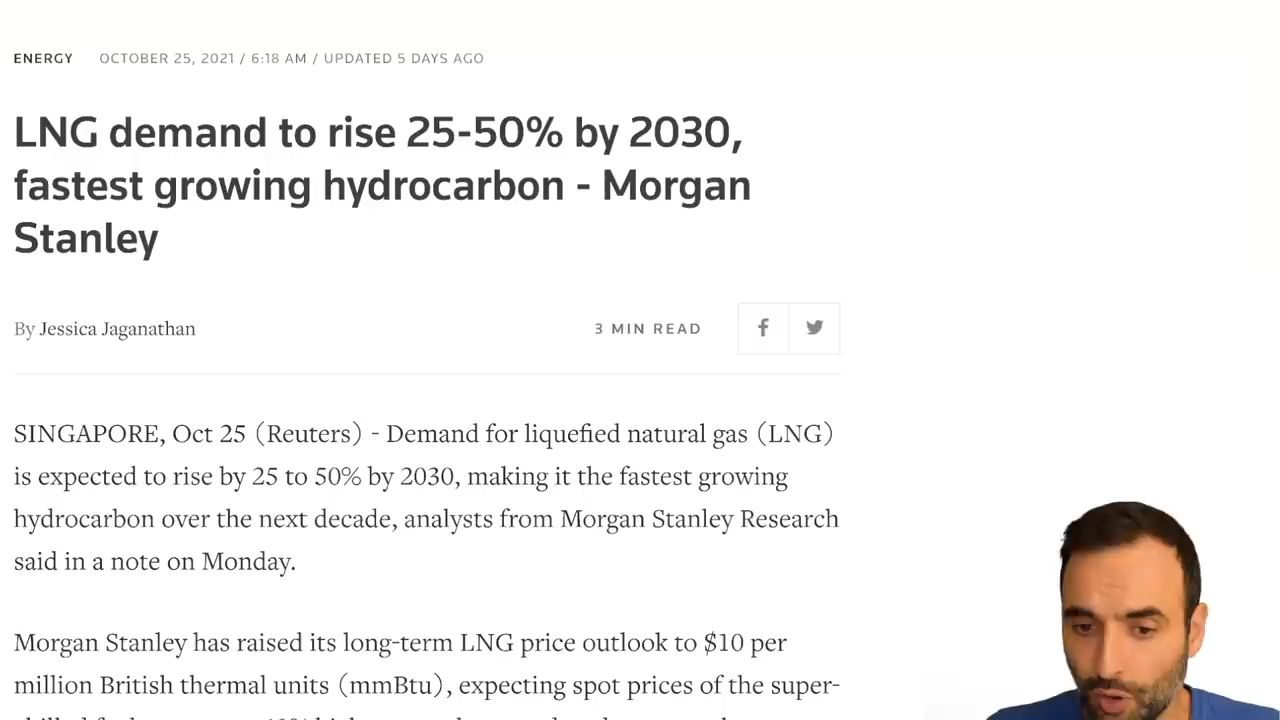 ENERGY OCTOBER 25, 2021 / 6:18 AM / UPDATED 5 DAYS AGO
LNG demand to rise 25-50% by 2030,
fastest growing hydrocarbon - Morgan
Stanley
By Jessica Jaganathan 3 MIN READ
SINGAPORE, Oct 25 (Reuters) - Demand for liquefied natural gas (LNG)
is expected to rise by 25 to 50% by 2030, making it the fastest growing
hydrocarbon over the next decade, analysts from Morgan Stanley Research
said in a note on Monday.
Morgan Stanley has raised its long-term LNG price outlook to $10 per
million British thermal units (mmBtu), expecting spot prices of the super-